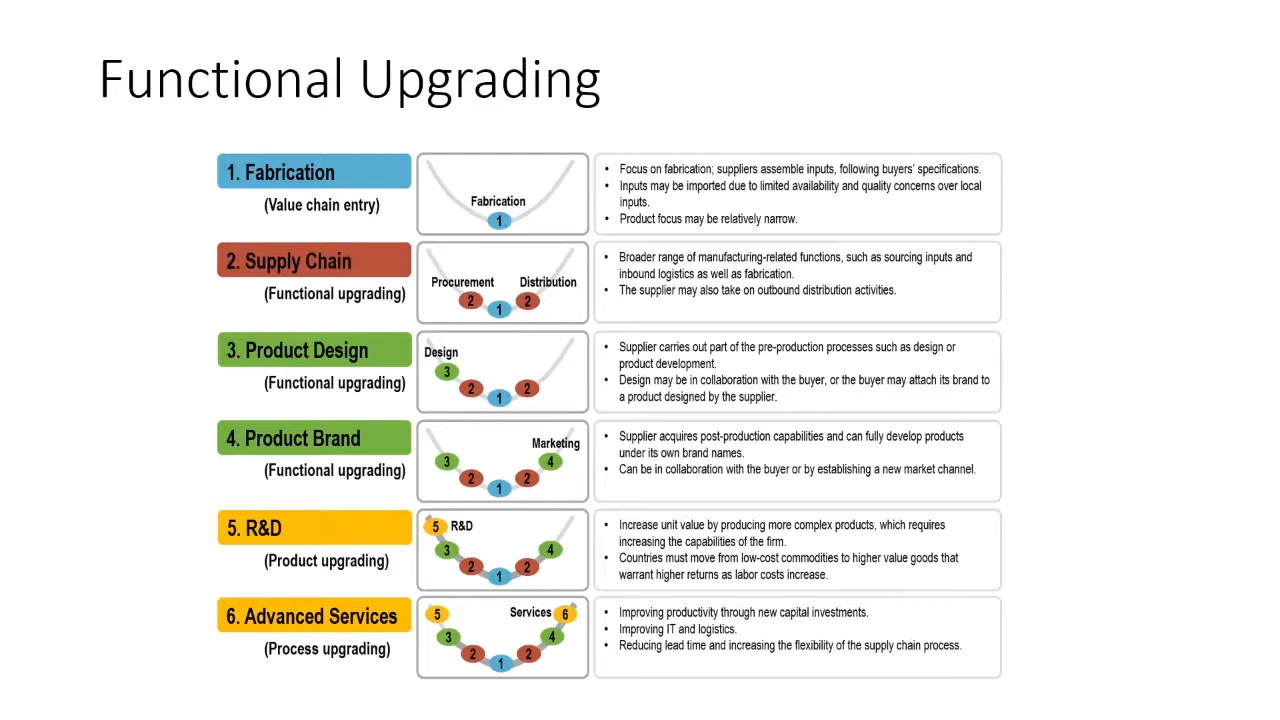 Functional Upgrading
1. Fabrication
(Value chain entry)
Fabrication
1
• Focus on fabrication; suppliers assemble inputs, following buyers' specifications.
• Inputs may be imported due to limited availability and quality concerns over local
inputs.
• Product focus may be relatively narrow.
2. Supply Chain
(Functional upgrading)
Procurement Distribution
2 1 2
• Broader range of manufacturing-related functions, such as sourcing inputs and
inbound logistics as well as fabrication.
• The supplier may also take on outbound distribution activities.
3. Product Design
(Functional upgrading)
Design
3
2 1 2
• Supplier carries out part of the pre-production processes such as design or
product development.
• Design may be in collaboration with the buyer, or the buyer may attach its brand to
a product designed by the supplier.
4. Product Brand
(Functional upgrading)
Marketing
3 4
2 1 2
• Supplier acquires post-production capabilities and can fully develop products
under its own brand names.
• Can be in collaboration with the buyer or by establishing a new market channel.
5. R&D
(Product upgrading)
5 R&D
3 4
2 1 2
• Increase unit value by producing more complex products, which requires
increasing the capabilities of the firm.
• Countries must move from low-cost commodities to higher value goods that
warrant higher returns as labor costs increase.
6. Advanced Services
(Process upgrading)
5 Services 6
3 4
2 1 2
• Improving productivity through new capital investments.
• Improving IT and logistics.
• Reducing lead time and increasing the flexibility of the supply chain process.